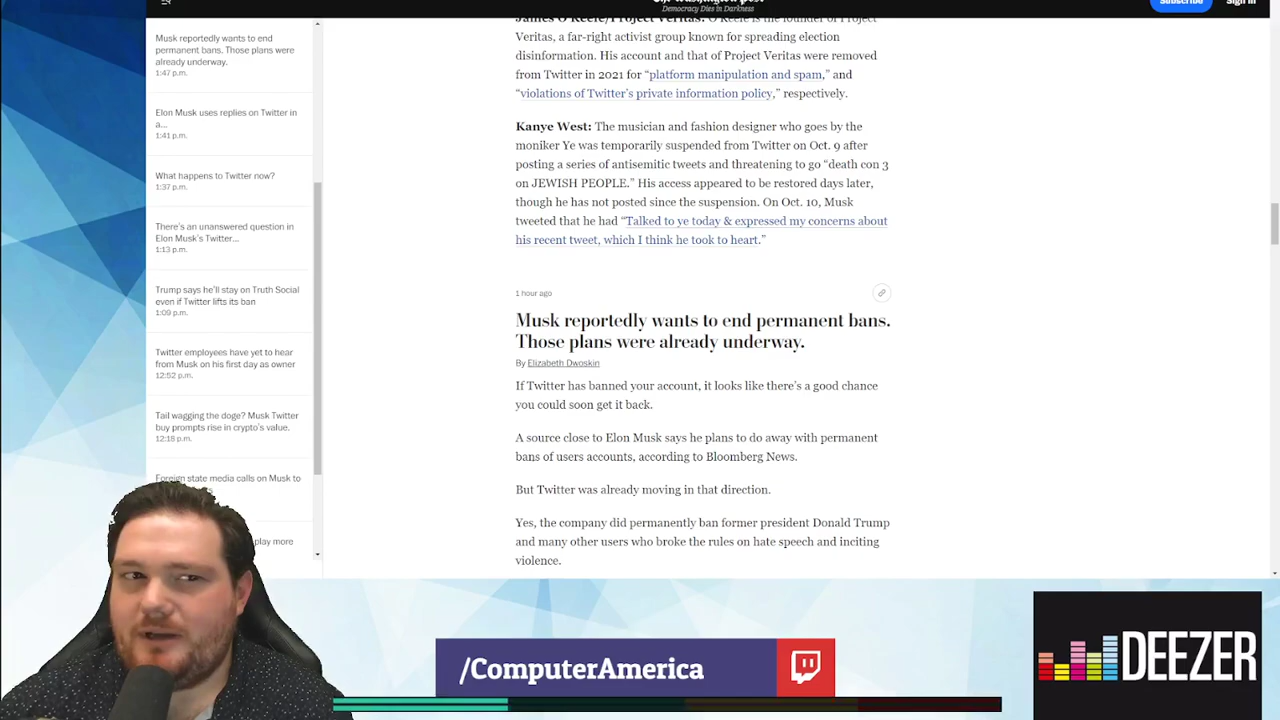 Democracy Dies in Darkness
Subscribe
Sign in
Musk reportedly wants to end
permanent bans. Those plans were
already underway.
1:47 p.m.
Elon Musk uses replies on Twitter in
a...
1:41 p.m.
What happens to Twitter now?
1:37 p.m.
There's an unanswered question in
Elon Musk's Twitter...
1:13 p.m.
Trump says he'll stay on Truth Social
even if Twitter lifts its ban
1:09 p.m.
Twitter employees have yet to hear
from Musk on his first day as owner
12:52 p.m.
Tail wagging the doge? Musk Twitter
buy prompts rise in crypto's value.
12:18 p.m.
Foreign state media calls on Musk to
play more
James O'Keefe/Project Veritas: O'Keefe is the founder of Project
Veritas, a far-right activist group known for spreading election
disinformation. His account and that of Project Veritas were removed
from Twitter in 2021 for “platform manipulation and spam,” and
“violations of Twitter's private information policy,” respectively.
Kanye West: The musician and fashion designer who goes by the
moniker Ye was temporarily suspended from Twitter on Oct. 9 after
posting a series of antisemitic tweets and threatening to go “death con 3
on JEWISH PEOPLE.” His access appeared to be restored days later,
though he has not posted since the suspension. On Oct. 10, Musk
tweeted that he had “Talked to ye today & expressed my concerns about
his recent tweet, which I think he took to heart.”
1 hour ago
Musk reportedly wants to end permanent bans.
Those plans were already underway.
By Elizabeth Dwoskin
If Twitter has banned your account, it looks like there's a good chance
you could soon get it back.
A source close to Elon Musk says he plans to do away with permanent
bans of users accounts, according to Bloomberg News.
But Twitter was already moving in that direction.
Yes, the company did permanently ban former president Donald Trump
and many other users who broke the rules on hate speech and inciting
violence.
/ComputerAmerica
DEEZER